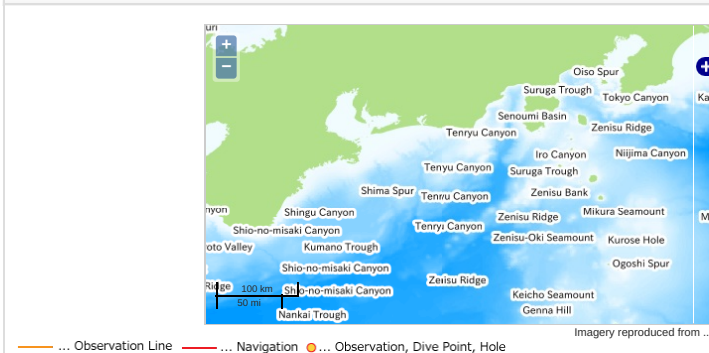 uri
+
−
Oiso Spur
Suruga Trough
Tokyo Canyon
Ka
Senoumi Basin
Zenisu Ridge
Tenryu Canyon
Iro Canyon
Niijima Canyon
Tenyu Canyon
Suruga Trough
Shima Spur
Tenryu Canyon
Zenisu Bank
nyon
Shingu Canyon
Zenisu Ridge
Mikura Seamount
M
Shio-no-misaki Canyon
Tenryu Canyon
Zenisu-Oki Seamount
Kurose Hole
oto Valley
Kumano Trough
Ogoshi Spur
Shio-no-misaki Canyon
Zenisu Ridge
Ridge
100 km
Shio-no-misaki Canyon
Keicho Seamount
50 mi
Nankai Trough
Genna Hill
Imagery reproduced from ..
... Observation Line ... Navigation ... Observation, Dive Point, Hole